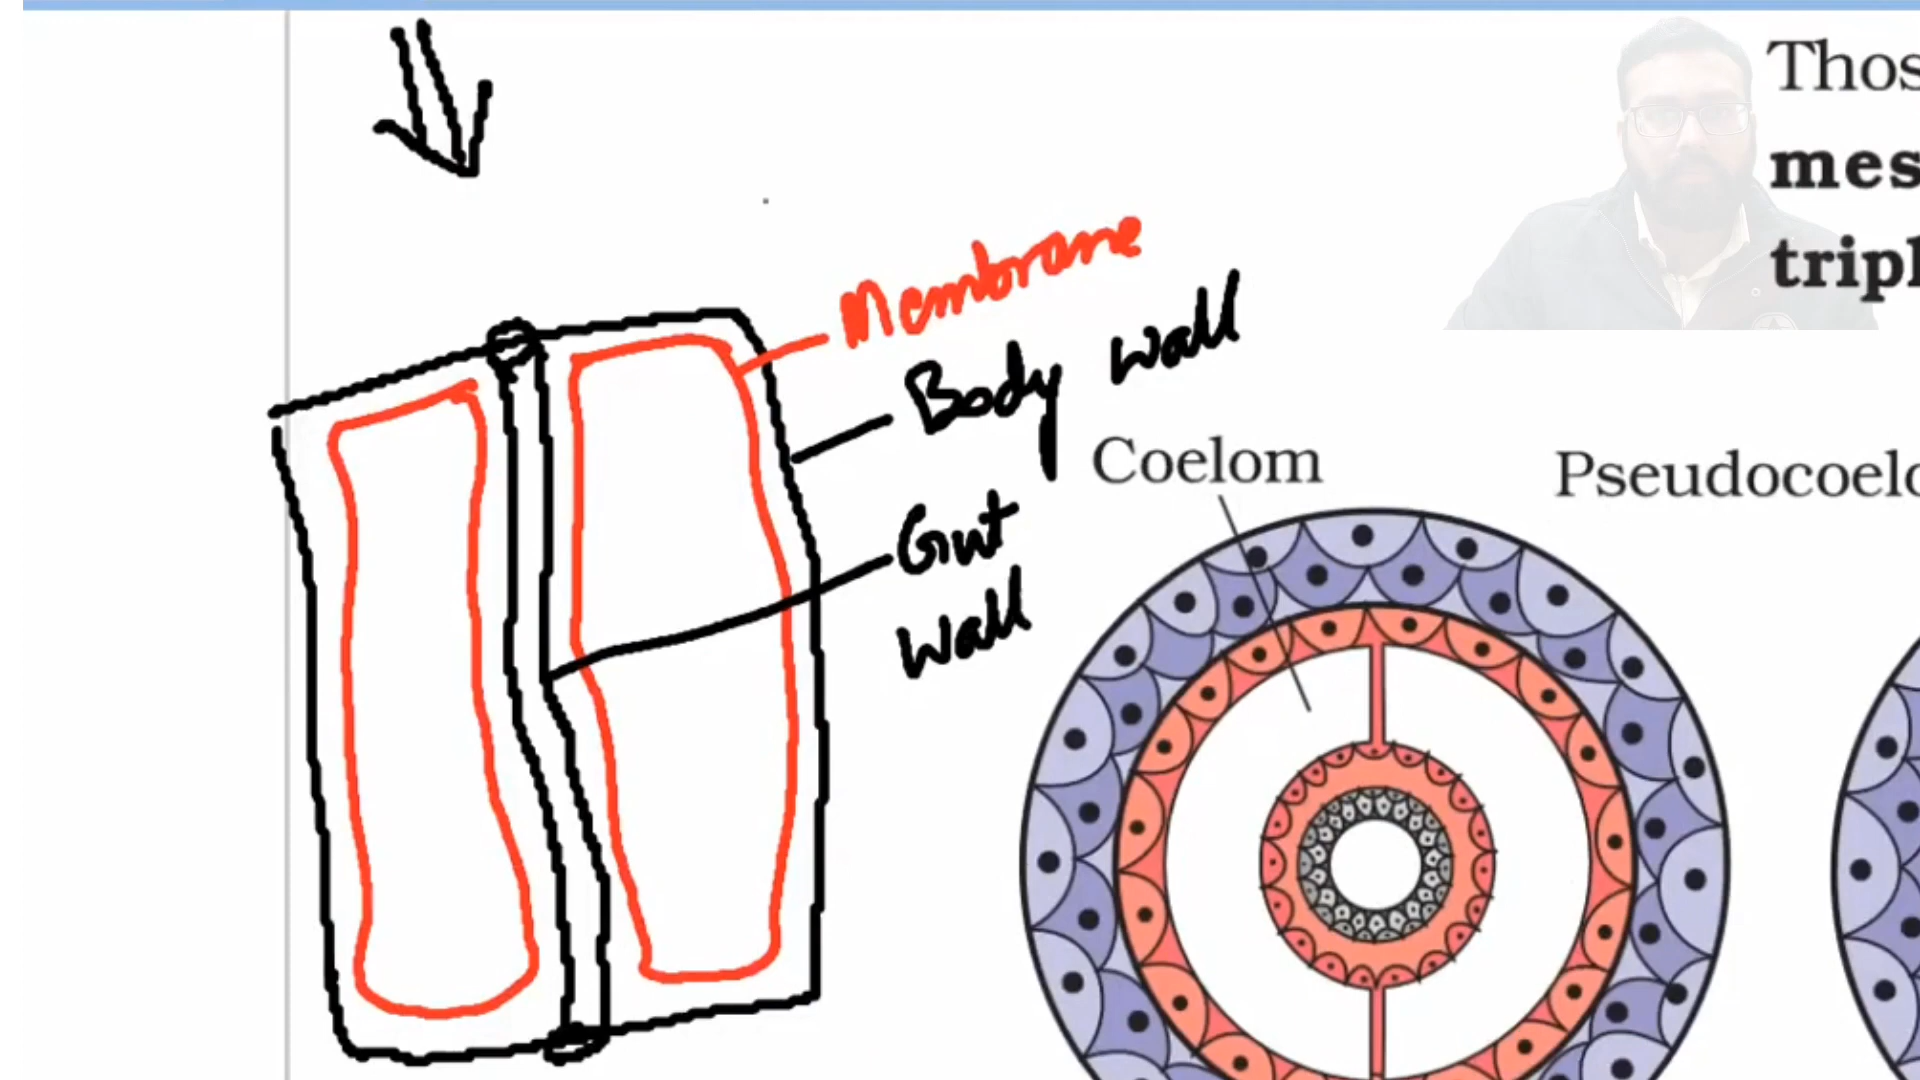 Thos
mes
tripl
Membrane
Body wall
Gut
wall
Coelom
Pseudocoelo